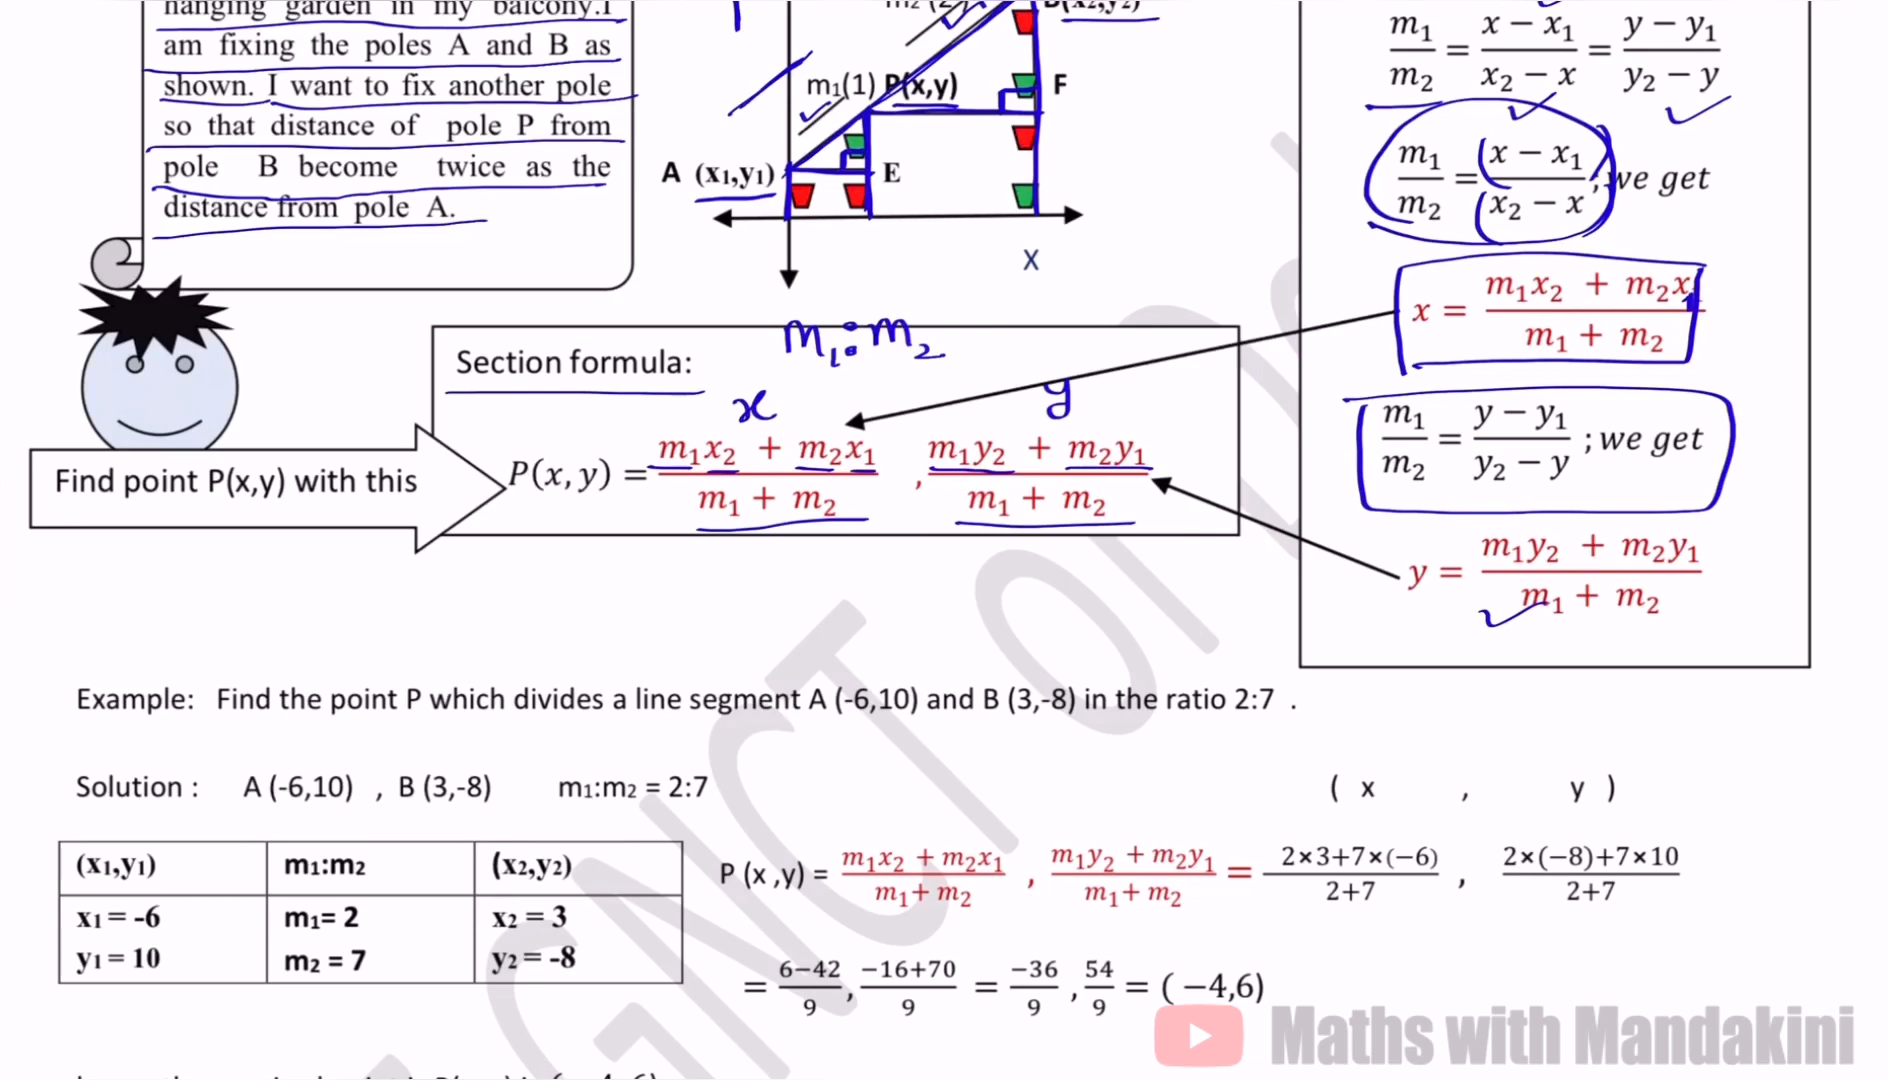 hanging garden in my balcony.I
am fixing the poles A and B as
shown. I want to fix another pole
so that distance of pole P from
pole B become twice as the
distance from pole A.
m₁(1) P(x,y)
F
A (x₁,y₁)
E
X
m₁/m₂ = (x − x₁)/(x₂ − x) = (y − y₁)/(y₂ − y)
m₁/m₂ = (x − x₁)/(x₂ − x) ; we get
x = (m₁x₂ + m₂x₁)/(m₁ + m₂)
m₁/m₂ = (y − y₁)/(y₂ − y) ; we get
y = (m₁y₂ + m₂y₁)/(m₁ + m₂)
m₁:m₂
Section formula:
x y
Find point P(x,y) with this
P(x, y) = (m₁x₂ + m₂x₁)/(m₁ + m₂) , (m₁y₂ + m₂y₁)/(m₁ + m₂)
Example: Find the point P which divides a line segment A (-6,10) and B (3,-8) in the ratio 2:7 .
Solution : A (-6,10) , B (3,-8) m₁:m₂ = 2:7
( x , y )
(x₁,y₁) m₁:m₂ (x₂,y₂)
x₁ = -6 m₁= 2 x₂ = 3
y₁ = 10 m₂ = 7 y₂ = -8
P (x ,y) = (m₁x₂ + m₂x₁)/(m₁+ m₂) , (m₁y₂ + m₂y₁)/(m₁+ m₂) = (2×3+7×(−6))/(2+7) , (2×(−8)+7×10)/(2+7)
= (6−42)/9 , (−16+70)/9 = −36/9 , 54/9 = ( −4,6)
Maths with Mandakini